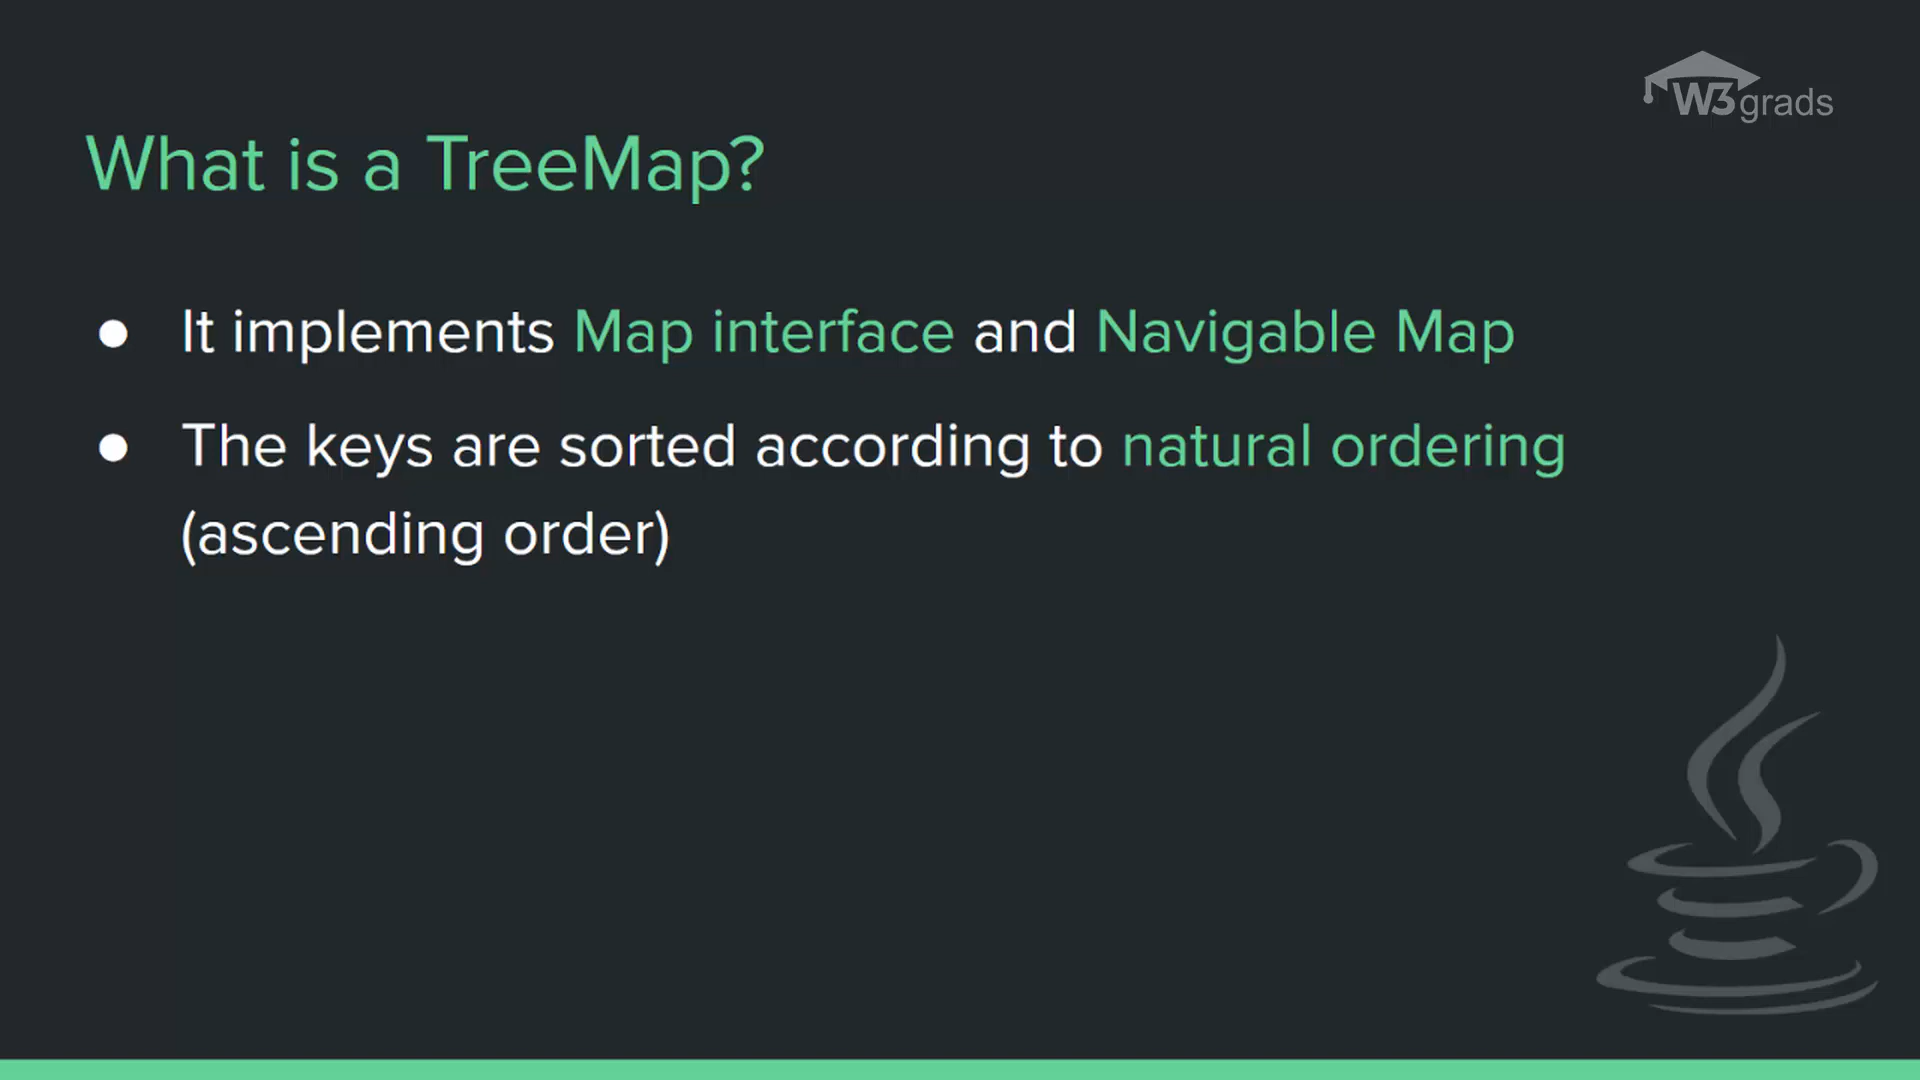 W3grads
What is a TreeMap?
● It implements Map interface and Navigable Map
● The keys are sorted according to natural ordering
(ascending order)